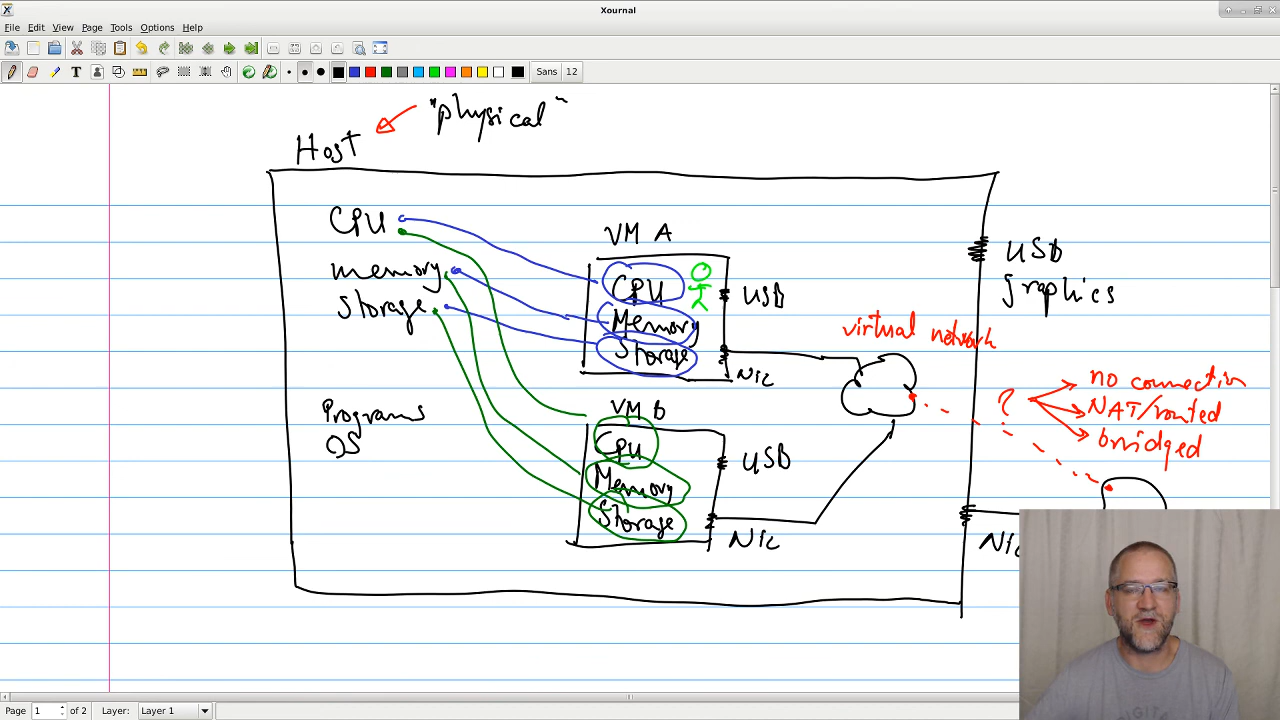 Xournal
File Edit View Page Tools Options Help
Sans 12
"physical"
Host
CPU
memory
Storage
Programs
OS
VM A
CPU
Memory
Storage
USB
NIC
VM B
CPU
Memory
Storage
USB
NIC
virtual network
USB
graphics
?
no connection
NAT/routed
bridged
NIC
Page 1 of 2 Layer: Layer 1